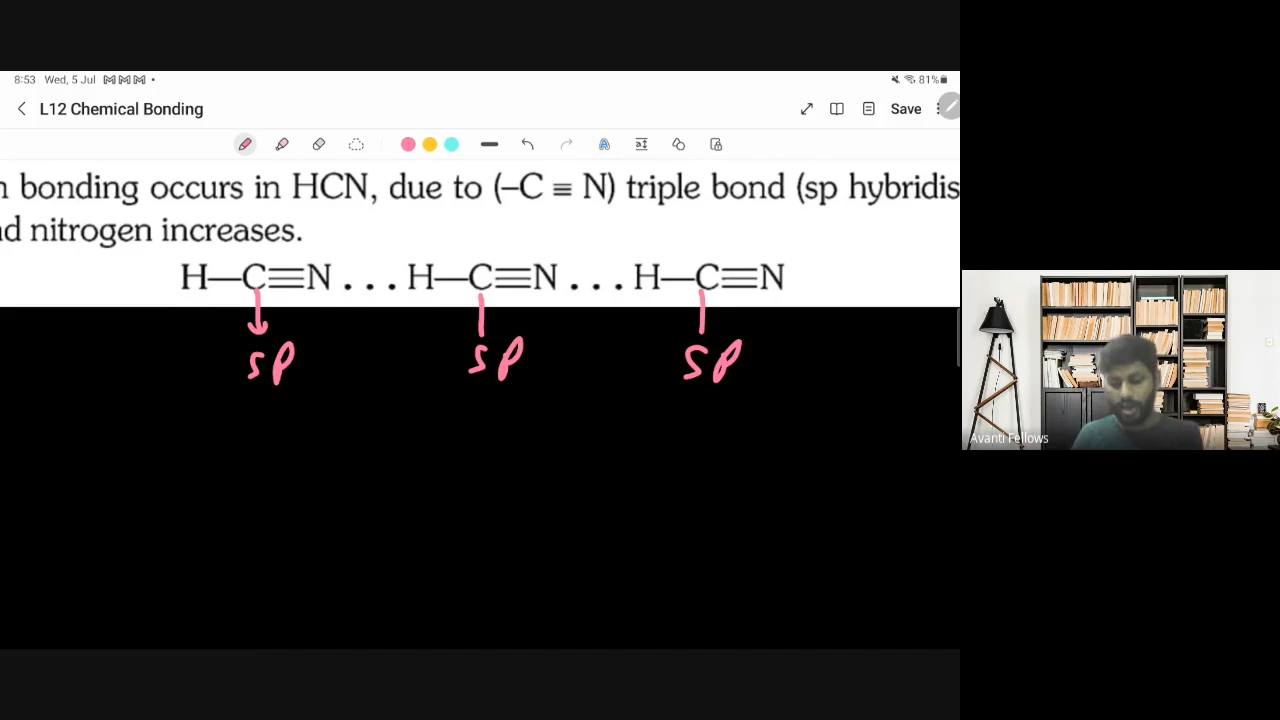 8:53 Wed, 5 Jul
81%
L12 Chemical Bonding
Save
bonding occurs in HCN, due to (–C ≡ N) triple bond (sp hybridis
nitrogen increases.
H—C≡N . . . H—C≡N . . . H—C≡N
sp sp sp
Avanti Fellows